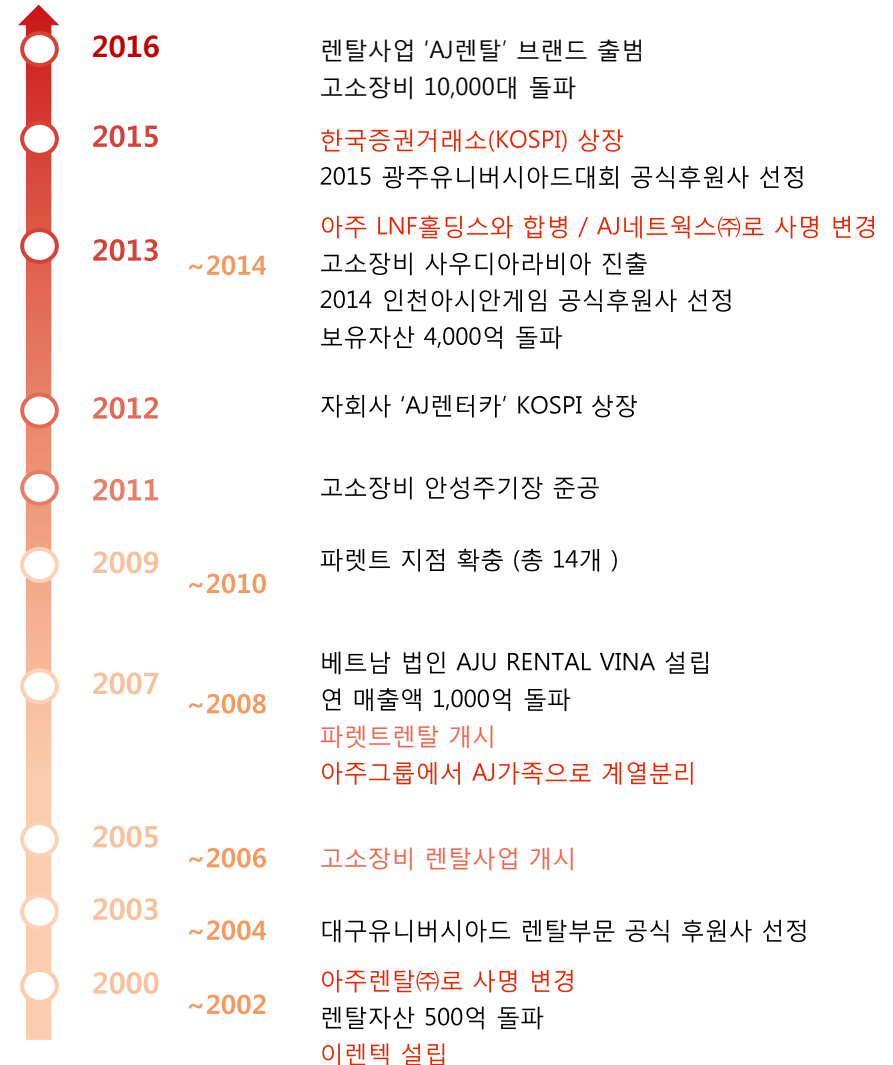 2016
렌탈사업 ‘AJ렌탈’ 브랜드 출범
고소장비 10,000대 돌파
2015
한국증권거래소(KOSPI) 상장
2015 광주유니버시아드대회 공식후원사 선정
2013 ~2014
아주 LNF홀딩스와 합병 / AJ네트웍스㈜로 사명 변경
고소장비 사우디아라비아 진출
2014 인천아시안게임 공식후원사 선정
보유자산 4,000억 돌파
2012
자회사 ‘AJ렌터카’ KOSPI 상장
2011
고소장비 안성주기장 준공
2009 ~2010
파렛트 지점 확충 (총 14개 )
2007 ~2008
베트남 법인 AJU RENTAL VINA 설립
연 매출액 1,000억 돌파
파렛트렌탈 개시
아주그룹에서 AJ가족으로 계열분리
2005 ~2006
고소장비 렌탈사업 개시
2003 ~2004
대구유니버시아드 렌탈부문 공식 후원사 선정
2000 ~2002
아주렌탈㈜로 사명 변경
렌탈자산 500억 돌파
이렌텍 설립